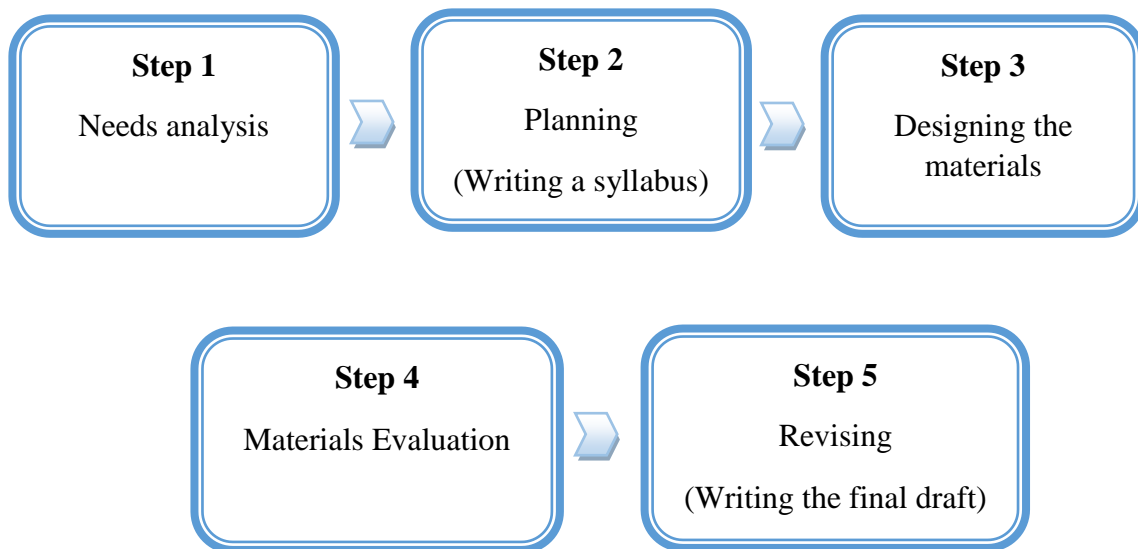 Step 1
Needs analysis
Step 2
Planning
(Writing a syllabus)
Step 3
Designing the
materials
Step 4
Materials Evaluation
Step 5
Revising
(Writing the final draft)